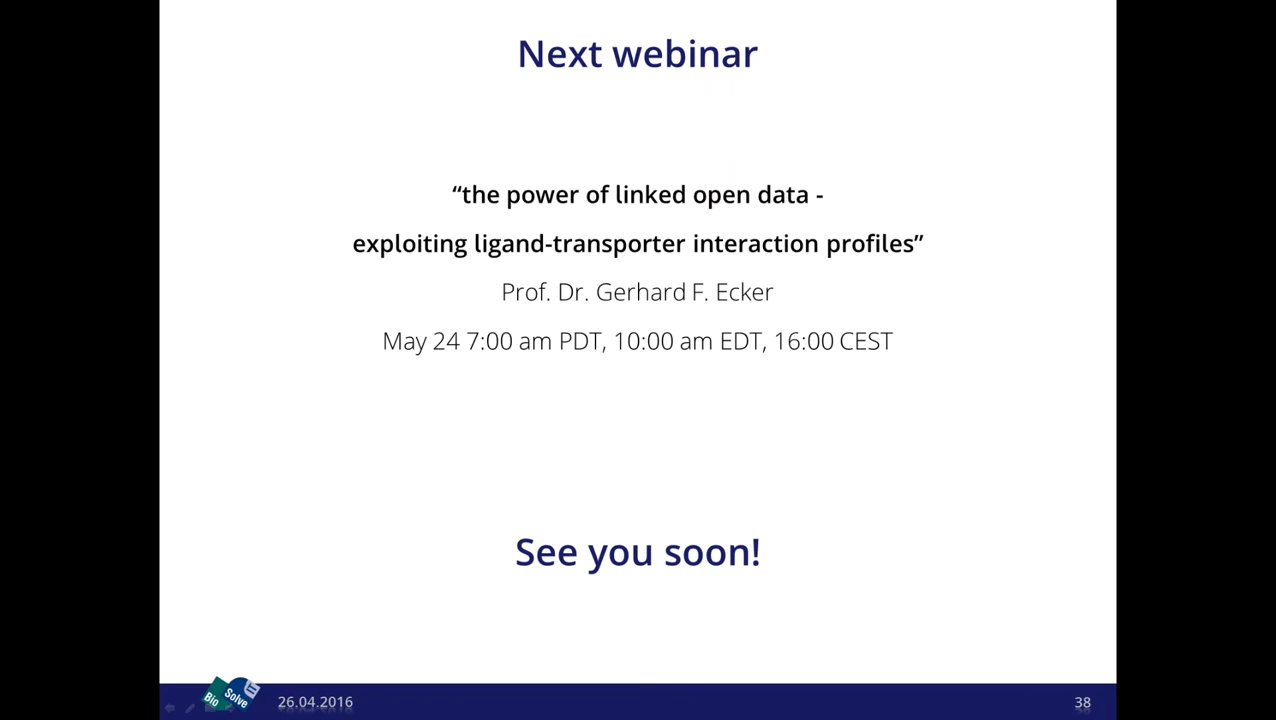 Next webinar
“the power of linked open data -
exploiting ligand-transporter interaction profiles”
Prof. Dr. Gerhard F. Ecker
May 24 7:00 am PDT, 10:00 am EDT, 16:00 CEST
See you soon!
Bio Solve
26.04.2016
38